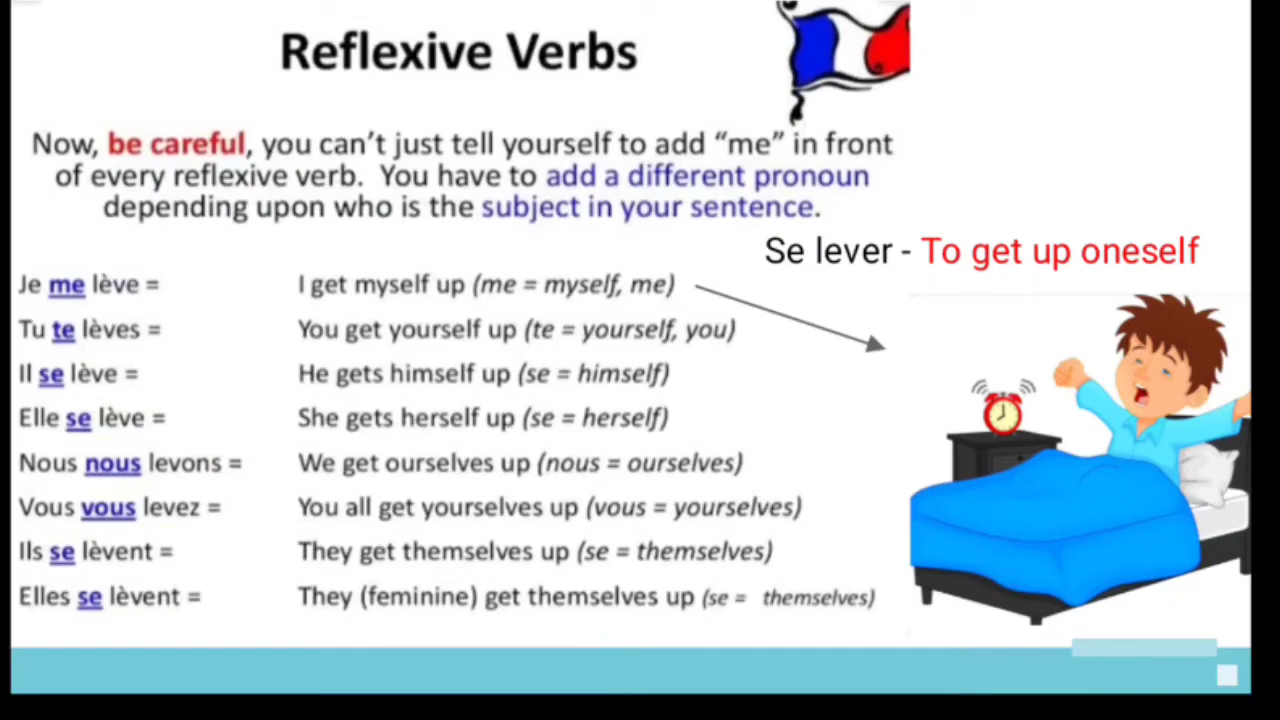 Reflexive Verbs
Now, be careful, you can't just tell yourself to add “me” in front
of every reflexive verb. You have to add a different pronoun
depending upon who is the subject in your sentence.
Se lever - To get up oneself
Je me lève = I get myself up (me = myself, me)
Tu te lèves = You get yourself up (te = yourself, you)
Il se lève = He gets himself up (se = himself)
Elle se lève = She gets herself up (se = herself)
Nous nous levons = We get ourselves up (nous = ourselves)
Vous vous levez = You all get yourselves up (vous = yourselves)
Ils se lèvent = They get themselves up (se = themselves)
Elles se lèvent = They (feminine) get themselves up (se = themselves)